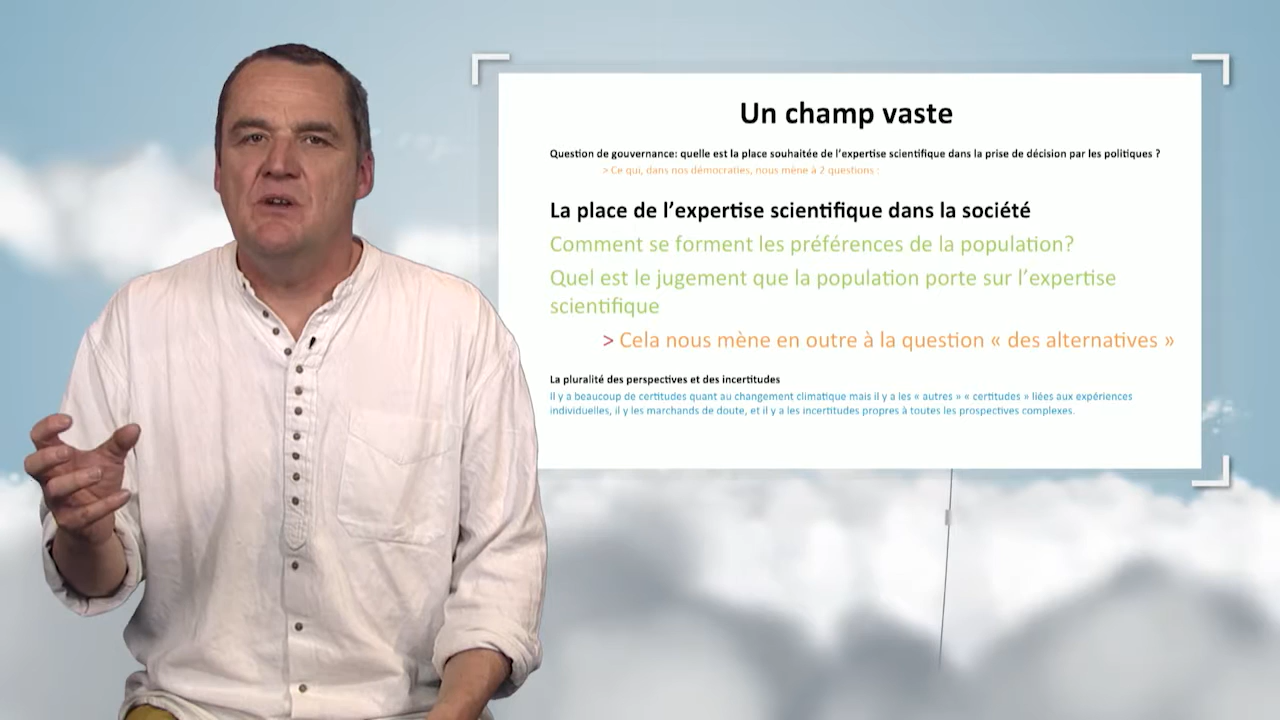 Un champ vaste
Question de gouvernance: quelle est la place souhaitée de l'expertise scientifique dans la prise de décision par les politiques ?
> Ce qui, dans nos démocraties, nous mène à 2 questions :
La place de l'expertise scientifique dans la société
Comment se forment les préférences de la population?
Quel est le jugement que la population porte sur l'expertise
scientifique
> Cela nous mène en outre à la question « des alternatives »
La pluralité des perspectives et des incertitudes
Il y a beaucoup de certitudes quant au changement climatique mais il y a les « autres » « certitudes » liées aux expériences
individuelles, il y les marchands de doute, et il y a les incertitudes propres à toutes les prospectives complexes.